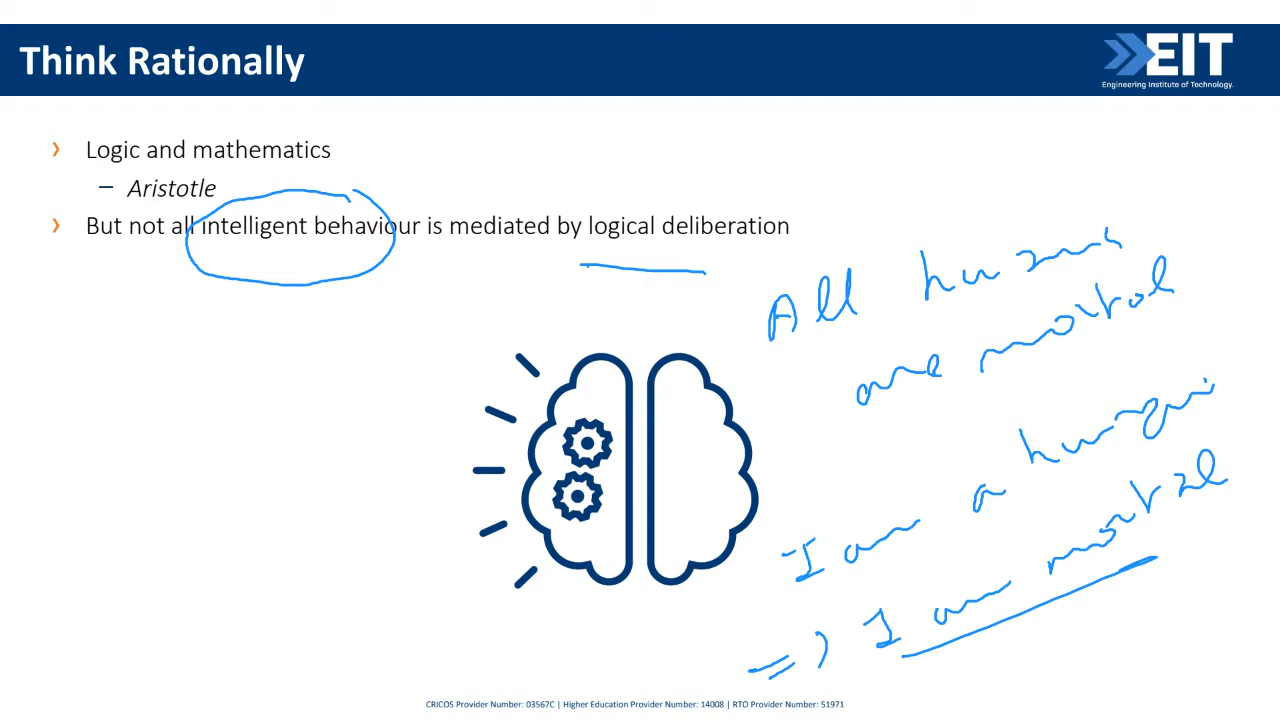 Think Rationally
EIT
Engineering Institute of Technology.
› Logic and mathematics
– Aristotle
› But not all intelligent behaviour is mediated by logical deliberation
All humans
are mortal
I am a human
=> I am mortal
CRICOS Provider Number: 03567C | Higher Education Provider Number: 14008 | RTO Provider Number: 51971